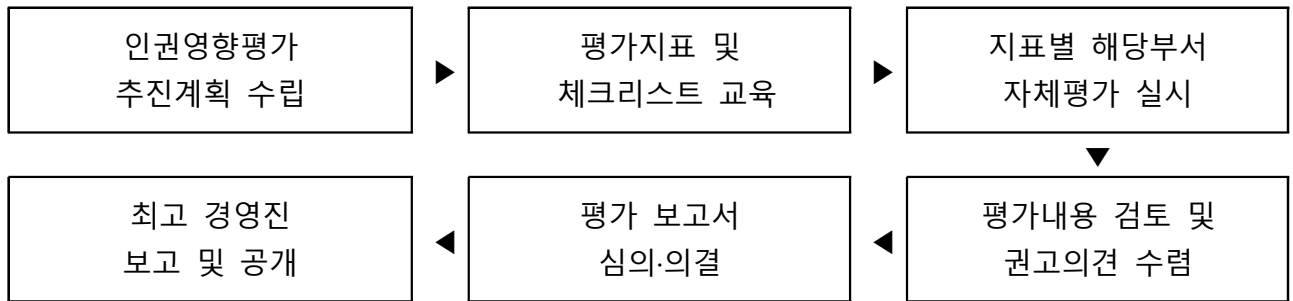 인권영향평가
추진계획 수립
▶
평가지표 및
체크리스트 교육
▶
지표별 해당부서
자체평가 실시
▼
평가내용 검토 및
권고의견 수렴
◀
평가 보고서
심의·의결
◀
최고 경영진
보고 및 공개